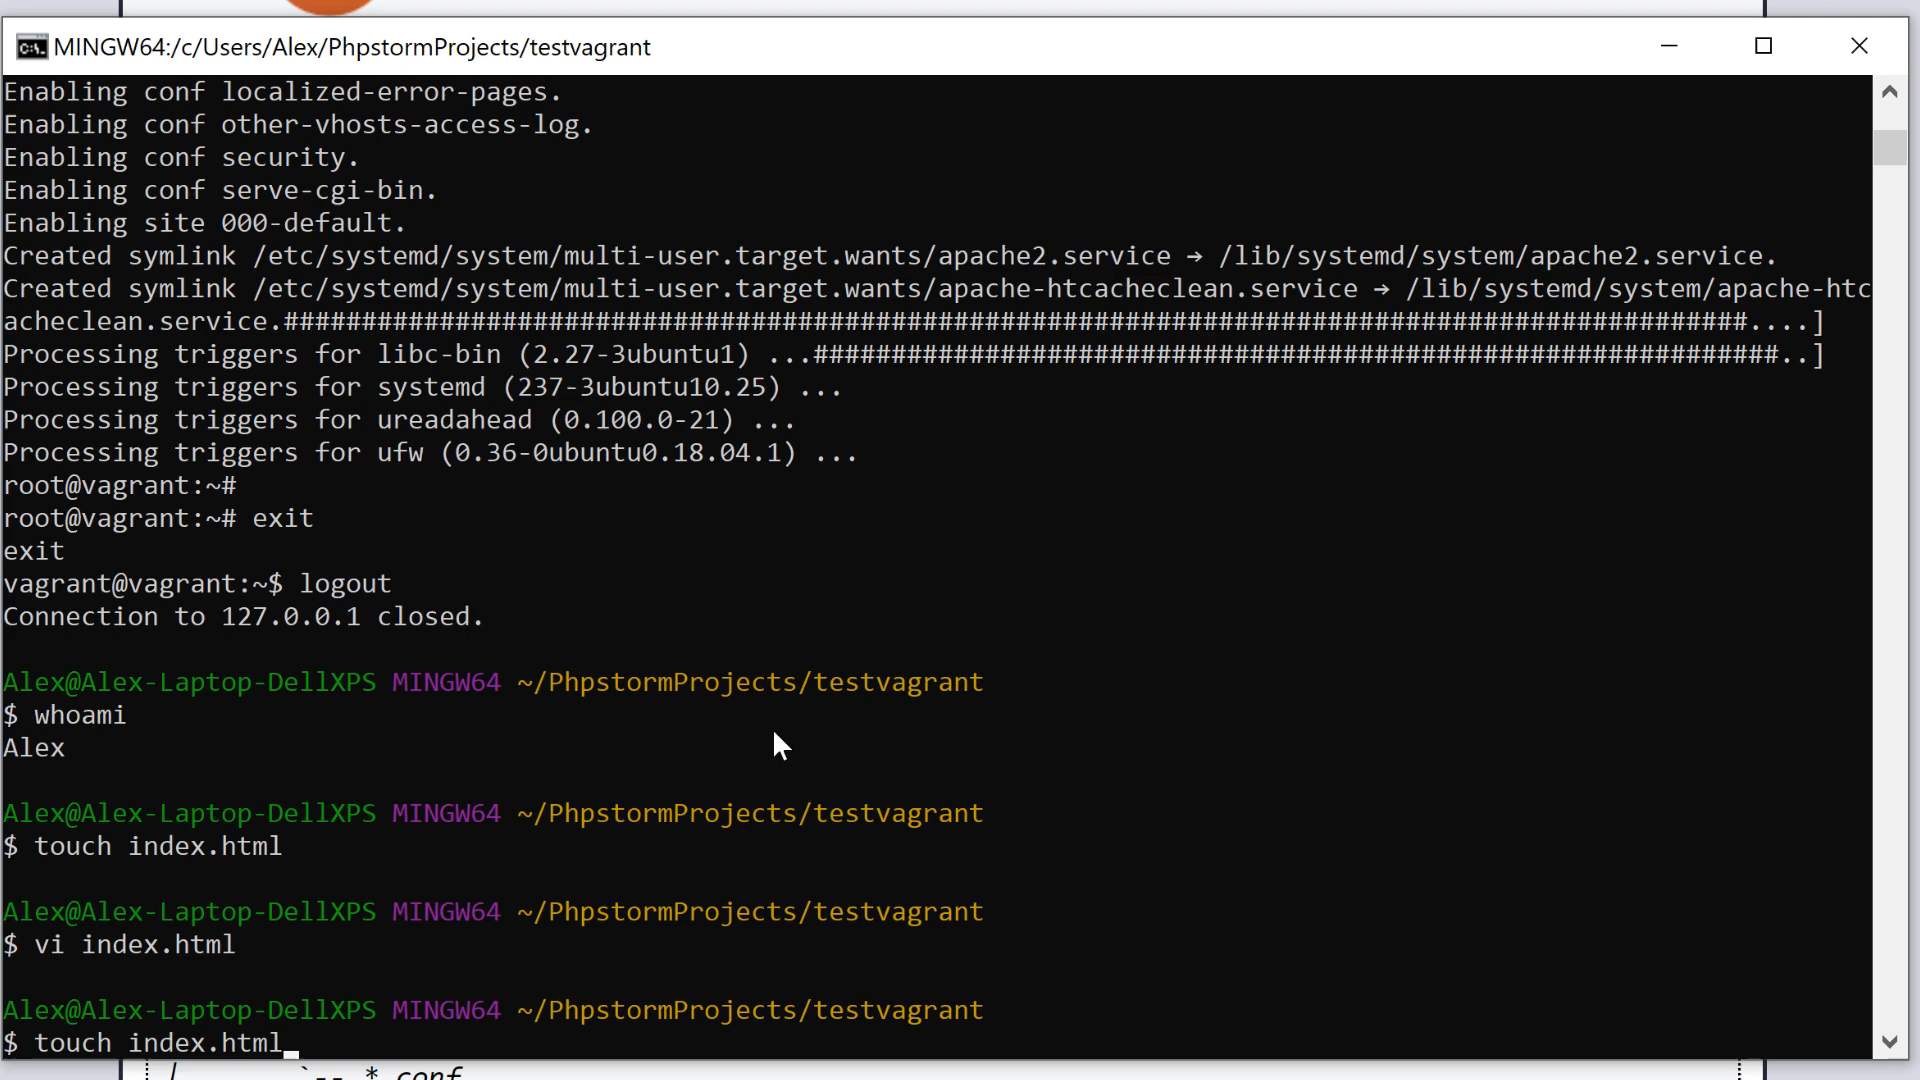 MINGW64:/c/Users/Alex/PhpstormProjects/testvagrant
Enabling conf localized-error-pages.
Enabling conf other-vhosts-access-log.
Enabling conf security.
Enabling conf serve-cgi-bin.
Enabling site 000-default.
Created symlink /etc/systemd/system/multi-user.target.wants/apache2.service → /lib/systemd/system/apache2.service.
Created symlink /etc/systemd/system/multi-user.target.wants/apache-htcacheclean.service → /lib/systemd/system/apache-htc
acheclean.service.##############################################################################################....]
Processing triggers for libc-bin (2.27-3ubuntu1) ...##############################################################..]
Processing triggers for systemd (237-3ubuntu10.25) ...
Processing triggers for ureadahead (0.100.0-21) ...
Processing triggers for ufw (0.36-0ubuntu0.18.04.1) ...
root@vagrant:~#
root@vagrant:~# exit
exit
vagrant@vagrant:~$ logout
Connection to 127.0.0.1 closed.
Alex@Alex-Laptop-DellXPS MINGW64 ~/PhpstormProjects/testvagrant
$ whoami
Alex
Alex@Alex-Laptop-DellXPS MINGW64 ~/PhpstormProjects/testvagrant
$ touch index.html
Alex@Alex-Laptop-DellXPS MINGW64 ~/PhpstormProjects/testvagrant
$ vi index.html
Alex@Alex-Laptop-DellXPS MINGW64 ~/PhpstormProjects/testvagrant
$ touch index.html
| `-- *.conf